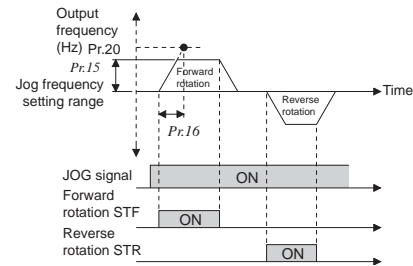 Output
frequency
(Hz) Pr.20
Pr.15
Jog frequency
setting range
Forward
rotation
Time
Reverse
rotation
Pr.16
JOG signal
ON
Forward
rotation STF
ON
Reverse
rotation STR
ON